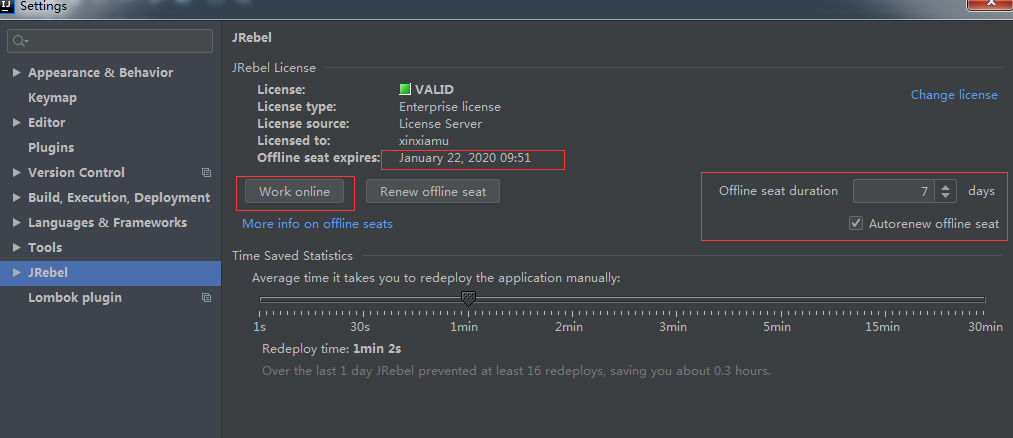 IJ Settings
JRebel
Appearance & Behavior
Keymap
Editor
Plugins
Version Control
Build, Execution, Deployment
Languages & Frameworks
Tools
JRebel
Lombok plugin
JRebel License
License: VALID
Change license
License type: Enterprise license
License source: License Server
Licensed to: xinxiamu
Offline seat expires: January 22, 2020 09:51
Work online Renew offline seat
Offline seat duration 7 days
More info on offline seats
Autorenew offline seat
Time Saved Statistics
Average time it takes you to redeploy the application manually:
1s 30s 1min 2min 3min 5min 15min 30min
Redeploy time: 1min 2s
Over the last 1 day JRebel prevented at least 16 redeploys, saving you about 0.3 hours.